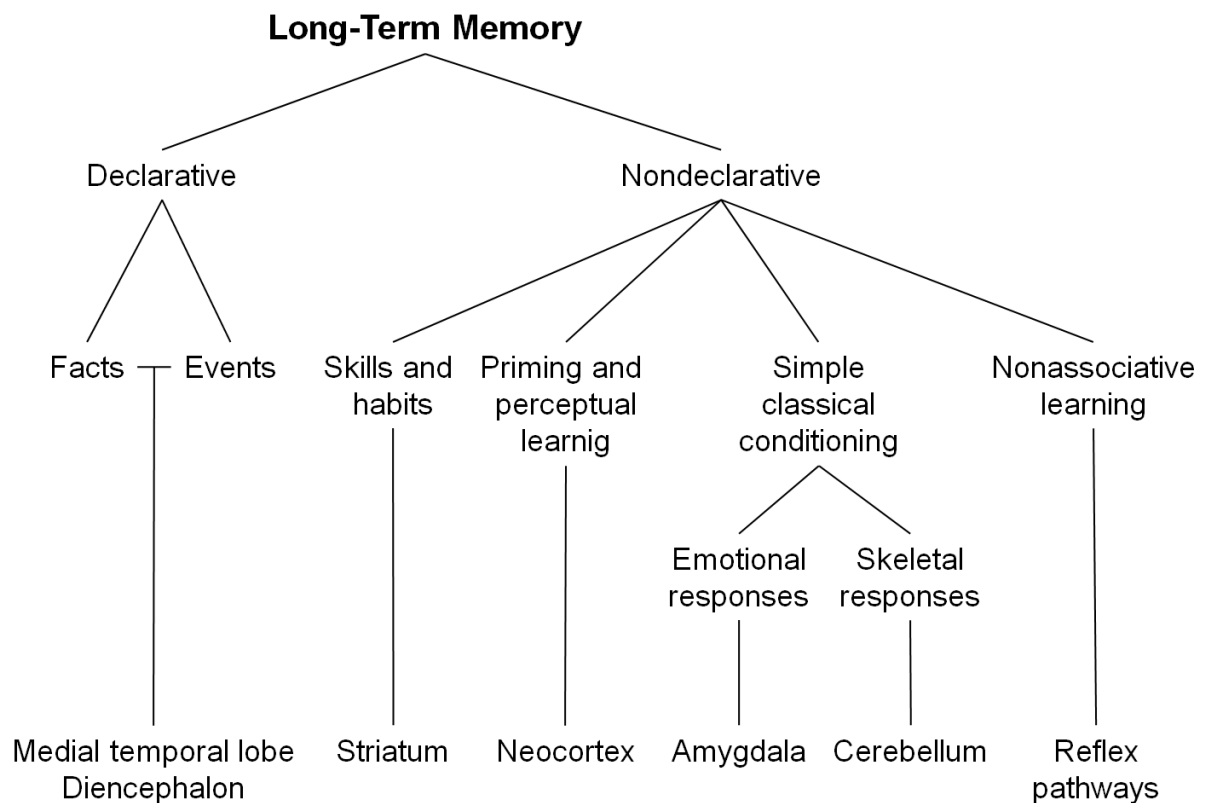 Long-Term Memory
Declarative
Nondeclarative
Facts
Events
Skills and
habits
Priming and
perceptual
learnig
Simple
classical
conditioning
Nonassociative
learning
Emotional
responses
Skeletal
responses
Medial temporal lobe
Diencephalon
Striatum
Neocortex
Amygdala
Cerebellum
Reflex
pathways